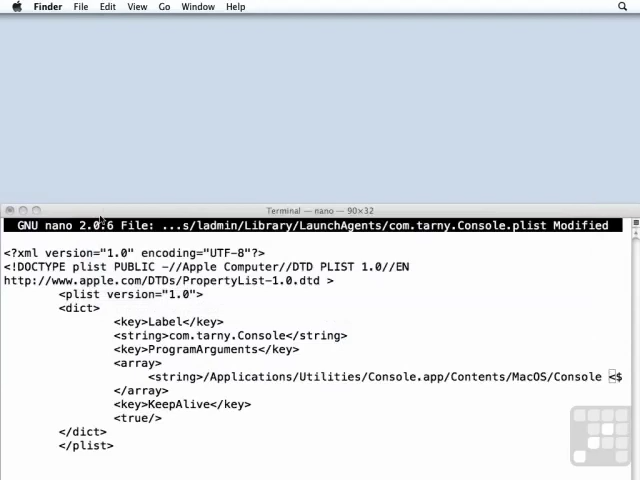 Finder File Edit View Go Window Help
Terminal — nano — 90×32
GNU nano 2.0.6 File: ...s/ladmin/Library/LaunchAgents/com.tarny.Console.plist Modified
<?xml version="1.0" encoding="UTF-8"?>
<!DOCTYPE plist PUBLIC -//Apple Computer//DTD PLIST 1.0//EN
http://www.apple.com/DTDs/PropertyList-1.0.dtd >
<plist version="1.0">
<dict>
<key>Label</key>
<string>com.tarny.Console</string>
<key>ProgramArguments</key>
<array>
<string>/Applications/Utilities/Console.app/Contents/MacOS/Console <$
</array>
<key>KeepAlive</key>
<true/>
</dict>
</plist>